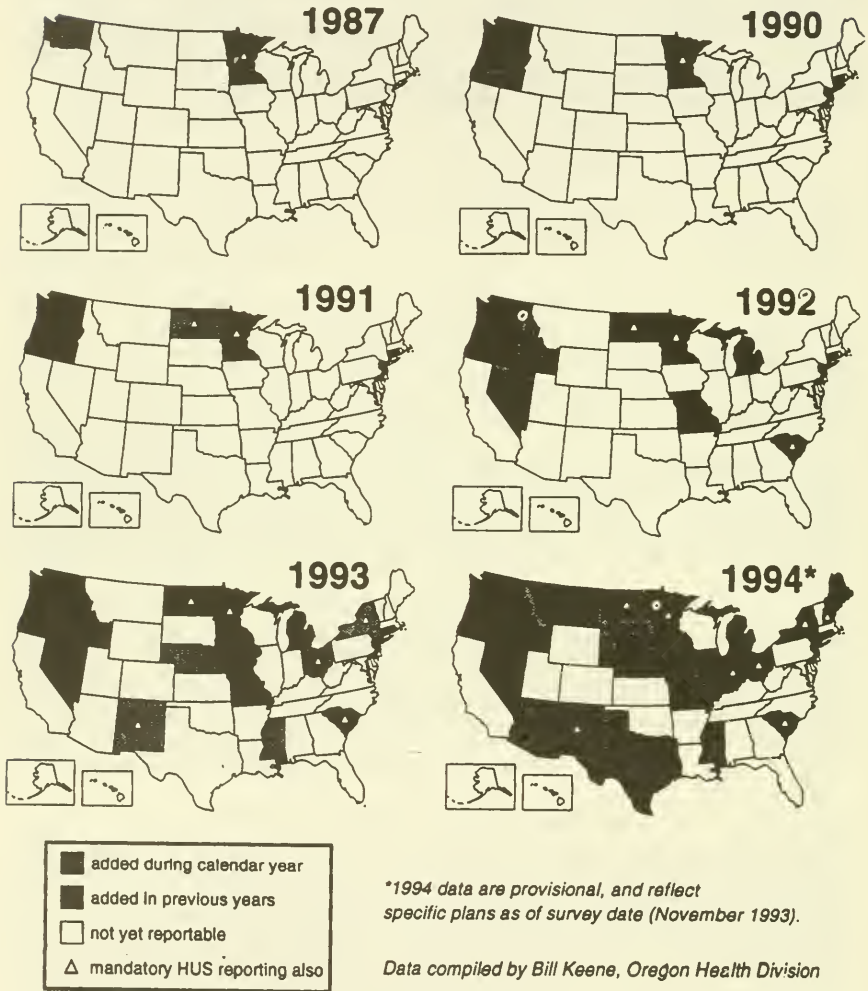 1987
1990
1991
1992
1993
1994*
added during calendar year
added in previous years
not yet reportable
△ mandatory HUS reporting also
*1994 data are provisional, and reflect
specific plans as of survey date (November 1993).
Data compiled by Bill Keene, Oregon Health Division